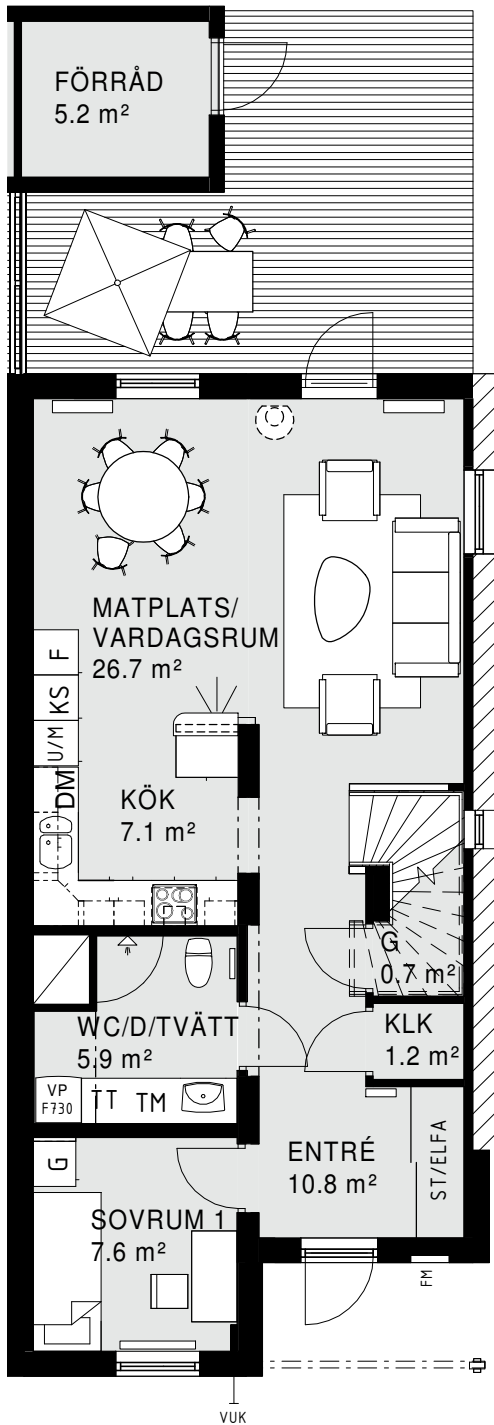 FÖRRÅD
5.2 m²
MATPLATS/
VARDAGSRUM
26.7 m²
F
KS
U/M
DM
KÖK
7.1 m²
G
0.7 m²
WC/D/TVÄTT
5.9 m²
KLK
1.2 m²
VP
F730
TT
TM
ENTRÉ
10.8 m²
ST/ELFA
G
SOVRUM 1
7.6 m²
FM
VUK